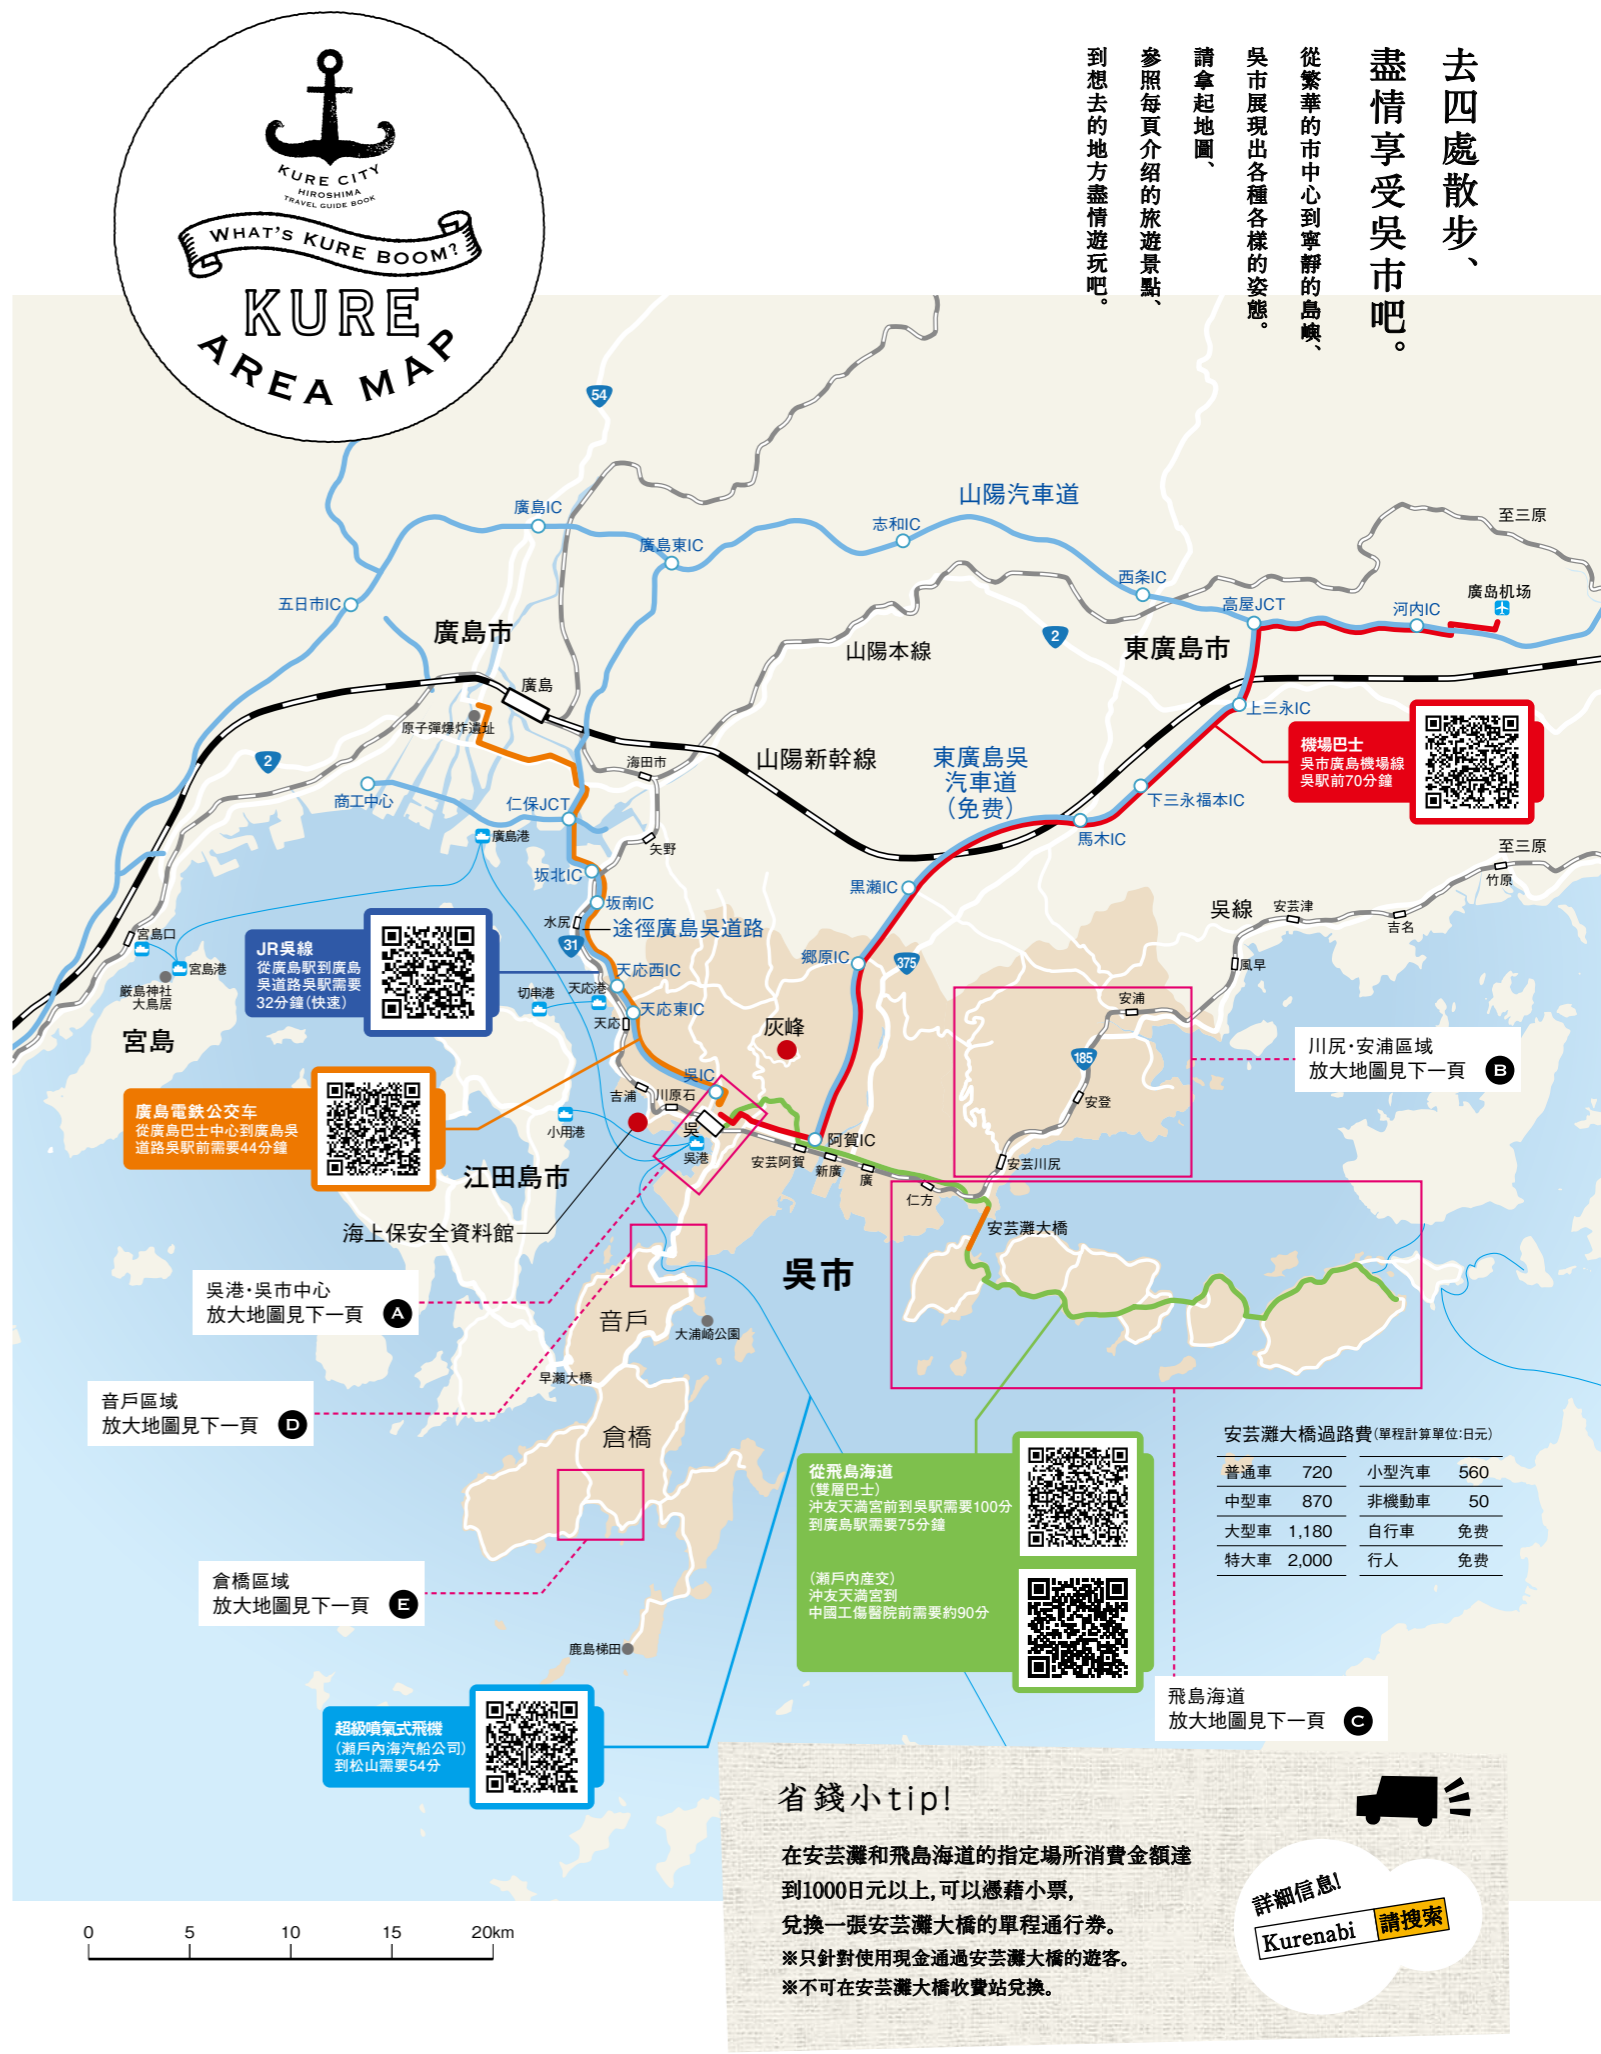 KURE CITY
HIROSHIMA
TRAVEL GUIDE BOOK
WHAT'S KURE BOOM?
KURE
AREA MAP
去四處散步、
盡情享受吳市吧。
從繁華的市中心到寧靜的島嶼、
吳市展現出各種各樣的姿態。
請拿起地圖、
參照每頁介绍的旅遊景點、
到想去的地方盡情遊玩吧。
54
山陽汽車道
廣島IC
志和IC
至三原
廣島東IC
西条IC
廣岛机场
五日市IC
高屋JCT
河内IC
廣島市
2
山陽本線
東廣島市
廣島
上三永IC
原子彈爆炸遺址
機場巴士
吳市廣島機場線
吳駅前70分鐘
2
海田市
山陽新幹線
東廣島吳
汽車道
（免费）
商工中心
仁保JCT
下三永福本IC
廣島港
馬木IC
矢野
至三原
坂北IC
黒瀬IC
竹原
坂南IC
吳線
安芸津
吉名
水尻
途徑廣島吳道路
31
宮島口
JR吳線
從廣島駅到廣島
吳道路吳駅需要
32分鐘（快速）
郷原IC
375
風早
宮島港
天応西IC
厳島神社
大鳥居
切串港
天応港
安浦
天応東IC
天応
宮島
灰峰
川尻・安浦區域
放大地圖見下一頁 B
185
吳IC
吉浦
川原石
安登
廣島電鉄公交车
從廣島巴士中心到廣島吳
道路吳駅前需要44分鐘
小用港
吳
吳港
阿賀IC
安芸阿賀
新廣
廣
安芸川尻
江田島市
仁方
海上保安全資料館
安芸灘大橋
吳市
吳港・吳市中心
放大地圖見下一頁 A
音戶
大浦崎公園
早瀬大橋
音戶區域
放大地圖見下一頁 D
倉橋
安芸灘大橋過路費（單程計算單位:日元）
普通車 720 小型汽車 560
中型車 870 非機動車 50
大型車 1,180 自行車 免费
特大車 2,000 行人 免费
從飛島海道
（雙層巴士）
沖友天満宮前到吳駅需要100分
到廣島駅需要75分鐘
（瀬戶内産交）
沖友天満宮到
中國工傷醫院前需要約90分
倉橋區域
放大地圖見下一頁 E
鹿島梯田
飛島海道
放大地圖見下一頁 C
超級噴氣式飛機
（瀬戶內海汽船公司）
到松山需要54分
省錢小tip!
在安芸灘和飛島海道的指定場所消費金額達
到1000日元以上,可以憑藉小票,
兌換一張安芸灘大橋的單程通行券。
※只針對使用現金通過安芸灘大橋的遊客。
※不可在安芸灘大橋收費站兌換。
詳細信息!
Kurenabi 請搜索
0 5 10 15 20km